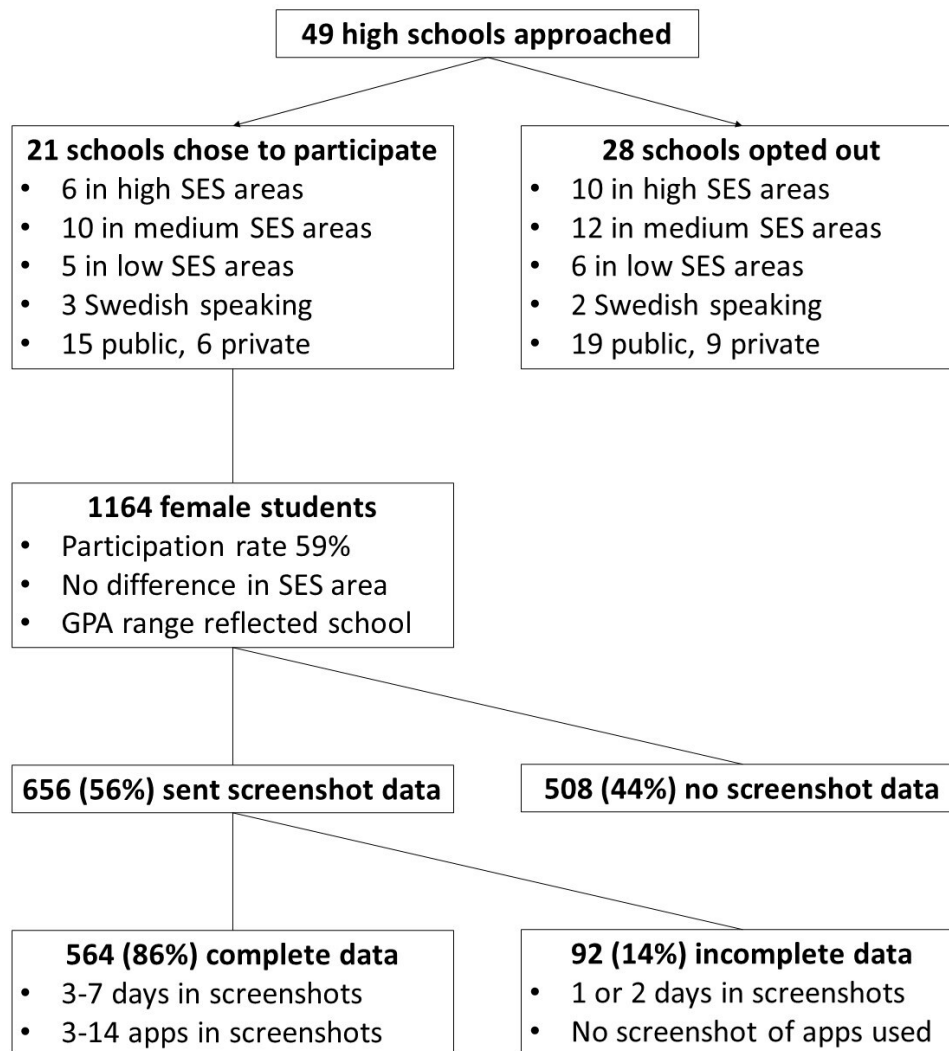 49 high schools approached
21 schools chose to participate
• 6 in high SES areas
• 10 in medium SES areas
• 5 in low SES areas
• 3 Swedish speaking
• 15 public, 6 private
28 schools opted out
• 10 in high SES areas
• 12 in medium SES areas
• 6 in low SES areas
• 2 Swedish speaking
• 19 public, 9 private
1164 female students
• Participation rate 59%
• No difference in SES area
• GPA range reflected school
656 (56%) sent screenshot data
508 (44%) no screenshot data
564 (86%) complete data
• 3-7 days in screenshots
• 3-14 apps in screenshots
92 (14%) incomplete data
• 1 or 2 days in screenshots
• No screenshot of apps used